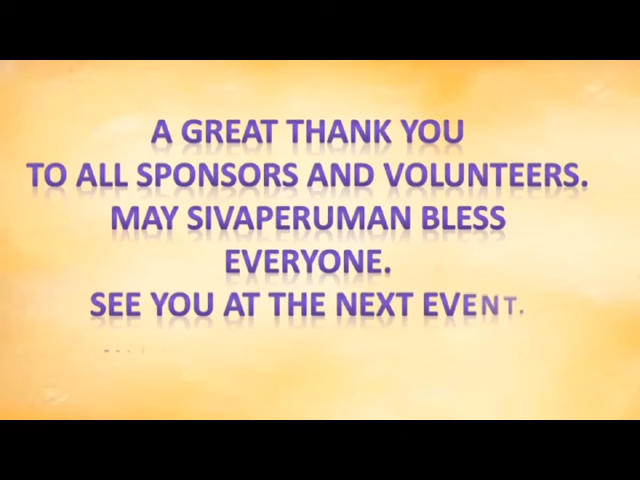 A GREAT THANK YOU
TO ALL SPONSORS AND VOLUNTEERS.
MAY SIVAPERUMAN BLESS
EVERYONE.
SEE YOU AT THE NEXT EVENT.